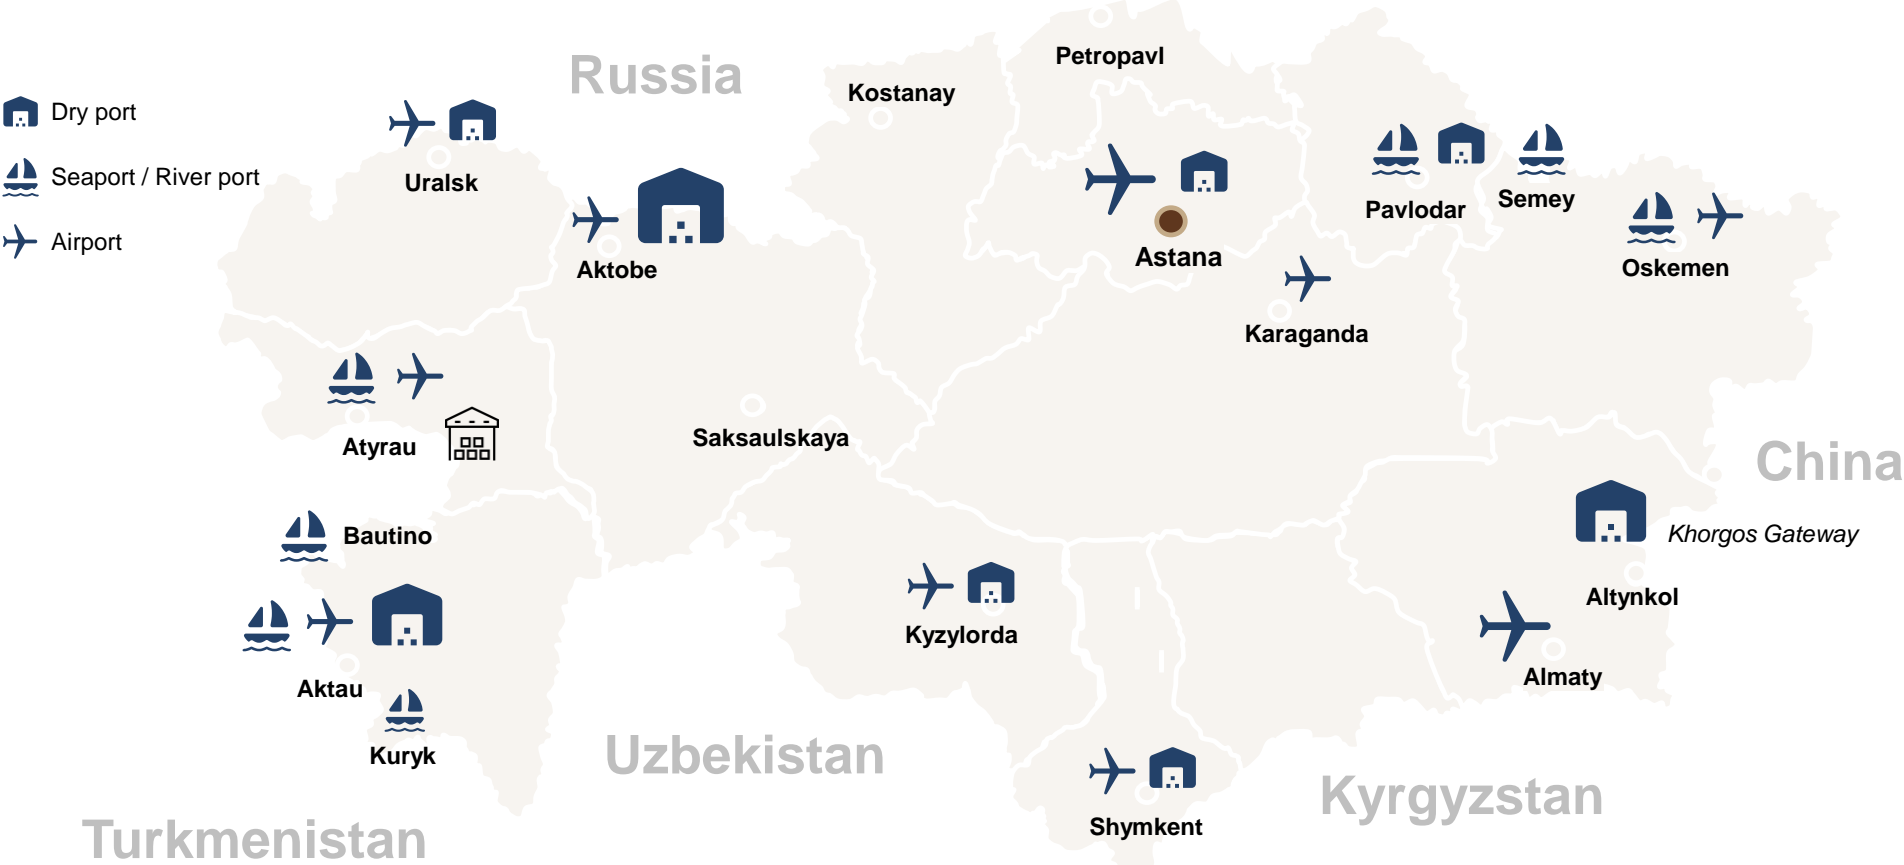 Petropavl
Russia
Kostanay
Dry port
Seaport / River port
Airport
Uralsk
Aktobe
Astana
Pavlodar
Semey
Oskemen
Karaganda
Atyrau
Saksaulskaya
China
Bautino
Khorgos Gateway
Altynkol
Kyzylorda
Almaty
Aktau
Kuryk
Uzbekistan
Kyrgyzstan
Shymkent
Turkmenistan